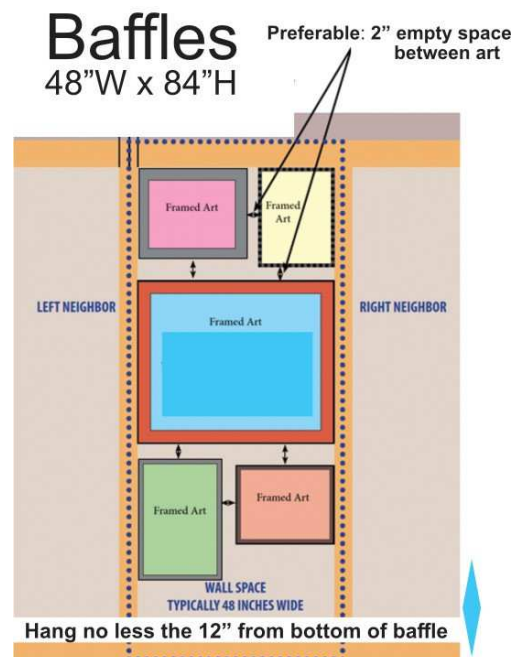 Baffles
48”W x 84”H
Preferable: 2” empty space
between art
Framed Art
Framed
Art
LEFT NEIGHBOR
RIGHT NEIGHBOR
Framed Art
Framed Art
Framed Art
WALL SPACE
TYPICALLY 48 INCHES WIDE
Hang no less the 12” from bottom of baffle